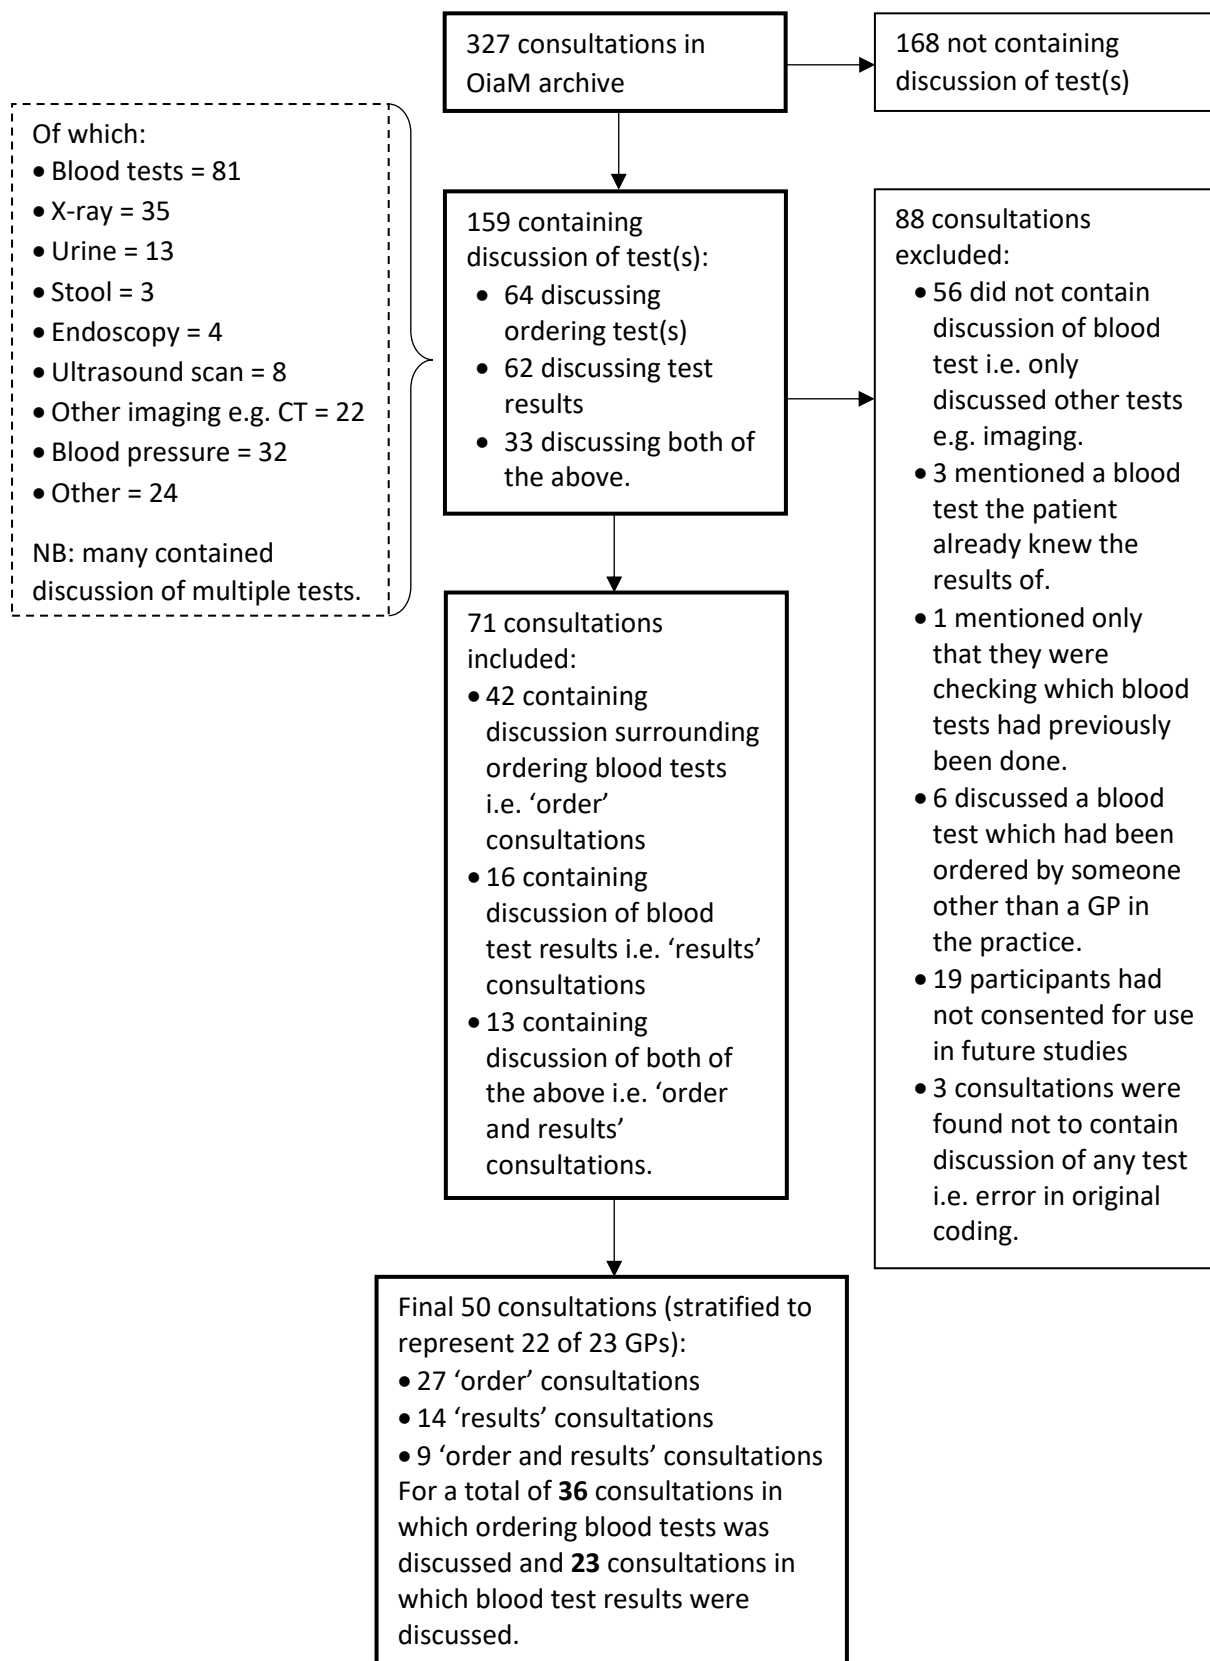 327 consultations in
OiaM archive
168 not containing
discussion of test(s)
Of which:
• Blood tests = 81
• X-ray = 35
• Urine = 13
• Stool = 3
• Endoscopy = 4
• Ultrasound scan = 8
• Other imaging e.g. CT = 22
• Blood pressure = 32
• Other = 24
NB: many contained
discussion of multiple tests.
159 containing
discussion of test(s):
• 64 discussing
ordering test(s)
• 62 discussing test
results
• 33 discussing both of
the above.
88 consultations
excluded:
• 56 did not contain
discussion of blood
test i.e. only
discussed other tests
e.g. imaging.
• 3 mentioned a blood
test the patient
already knew the
results of.
• 1 mentioned only
that they were
checking which blood
tests had previously
been done.
• 6 discussed a blood
test which had been
ordered by someone
other than a GP in
the practice.
• 19 participants had
not consented for use
in future studies
• 3 consultations were
found not to contain
discussion of any test
i.e. error in original
coding.
71 consultations
included:
• 42 containing
discussion surrounding
ordering blood tests
i.e. ‘order’
consultations
• 16 containing
discussion of blood
test results i.e. ‘results’
consultations
• 13 containing
discussion of both of
the above i.e. ‘order
and results’
consultations.
Final 50 consultations (stratified to
represent 22 of 23 GPs):
• 27 ‘order’ consultations
• 14 ‘results’ consultations
• 9 ‘order and results’ consultations
For a total of 36 consultations in
which ordering blood tests was
discussed and 23 consultations in
which blood test results were
discussed.